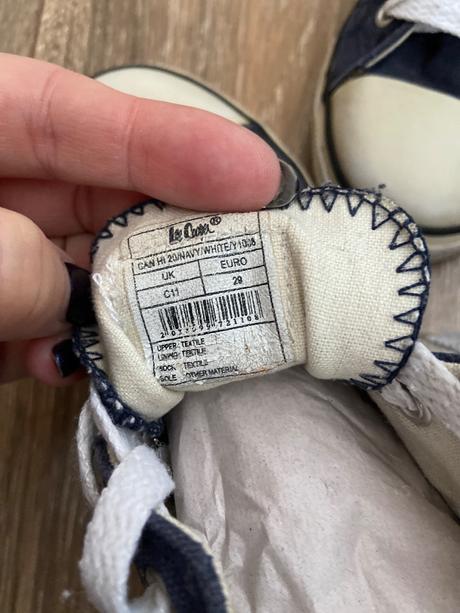 Lee Cooper®
CAN HI 20/NAVY/WHITE/Y1008
UK EURO
C11 29
UPPER: TEXTILE
LINING: TEXTILE
SOCK: TEXTILE
SOLE: OTHER MATERIAL